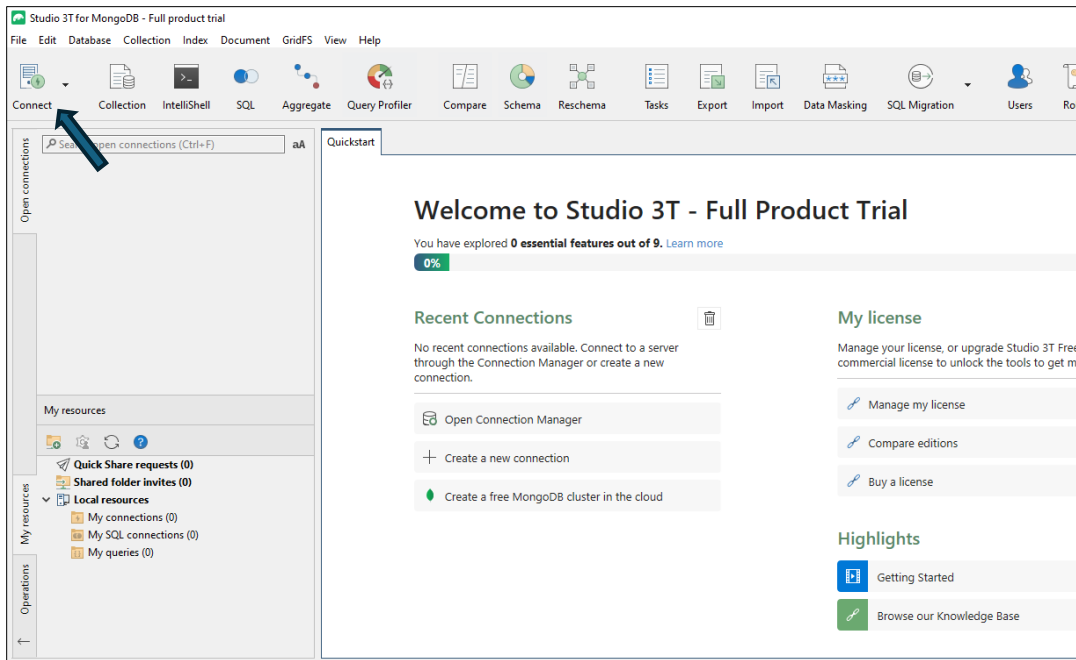 Studio 3T for MongoDB - Full product trial
File Edit Database Collection Index Document GridFS View Help
Connect Collection IntelliShell SQL Aggregate Query Profiler Compare Schema Reschema Tasks Export Import Data Masking SQL Migration Users
Open connections
open connections (Ctrl+F) aA
Quickstart
Welcome to Studio 3T - Full Product Trial
You have explored 0 essential features out of 9. Learn more
0%
Recent Connections
No recent connections available. Connect to a server
through the Connection Manager or create a new
connection.
Open Connection Manager
Create a new connection
Create a free MongoDB cluster in the cloud
My license
Manage your license, or upgrade Studio 3T Free
commercial license to unlock the tools to get
Manage my license
Compare editions
Buy a license
Highlights
Getting Started
Browse our Knowledge Base
My resources
My resources
Quick Share requests (0)
Shared folder invites (0)
Local resources
My connections (0)
My SQL connections (0)
My queries (0)
Operations